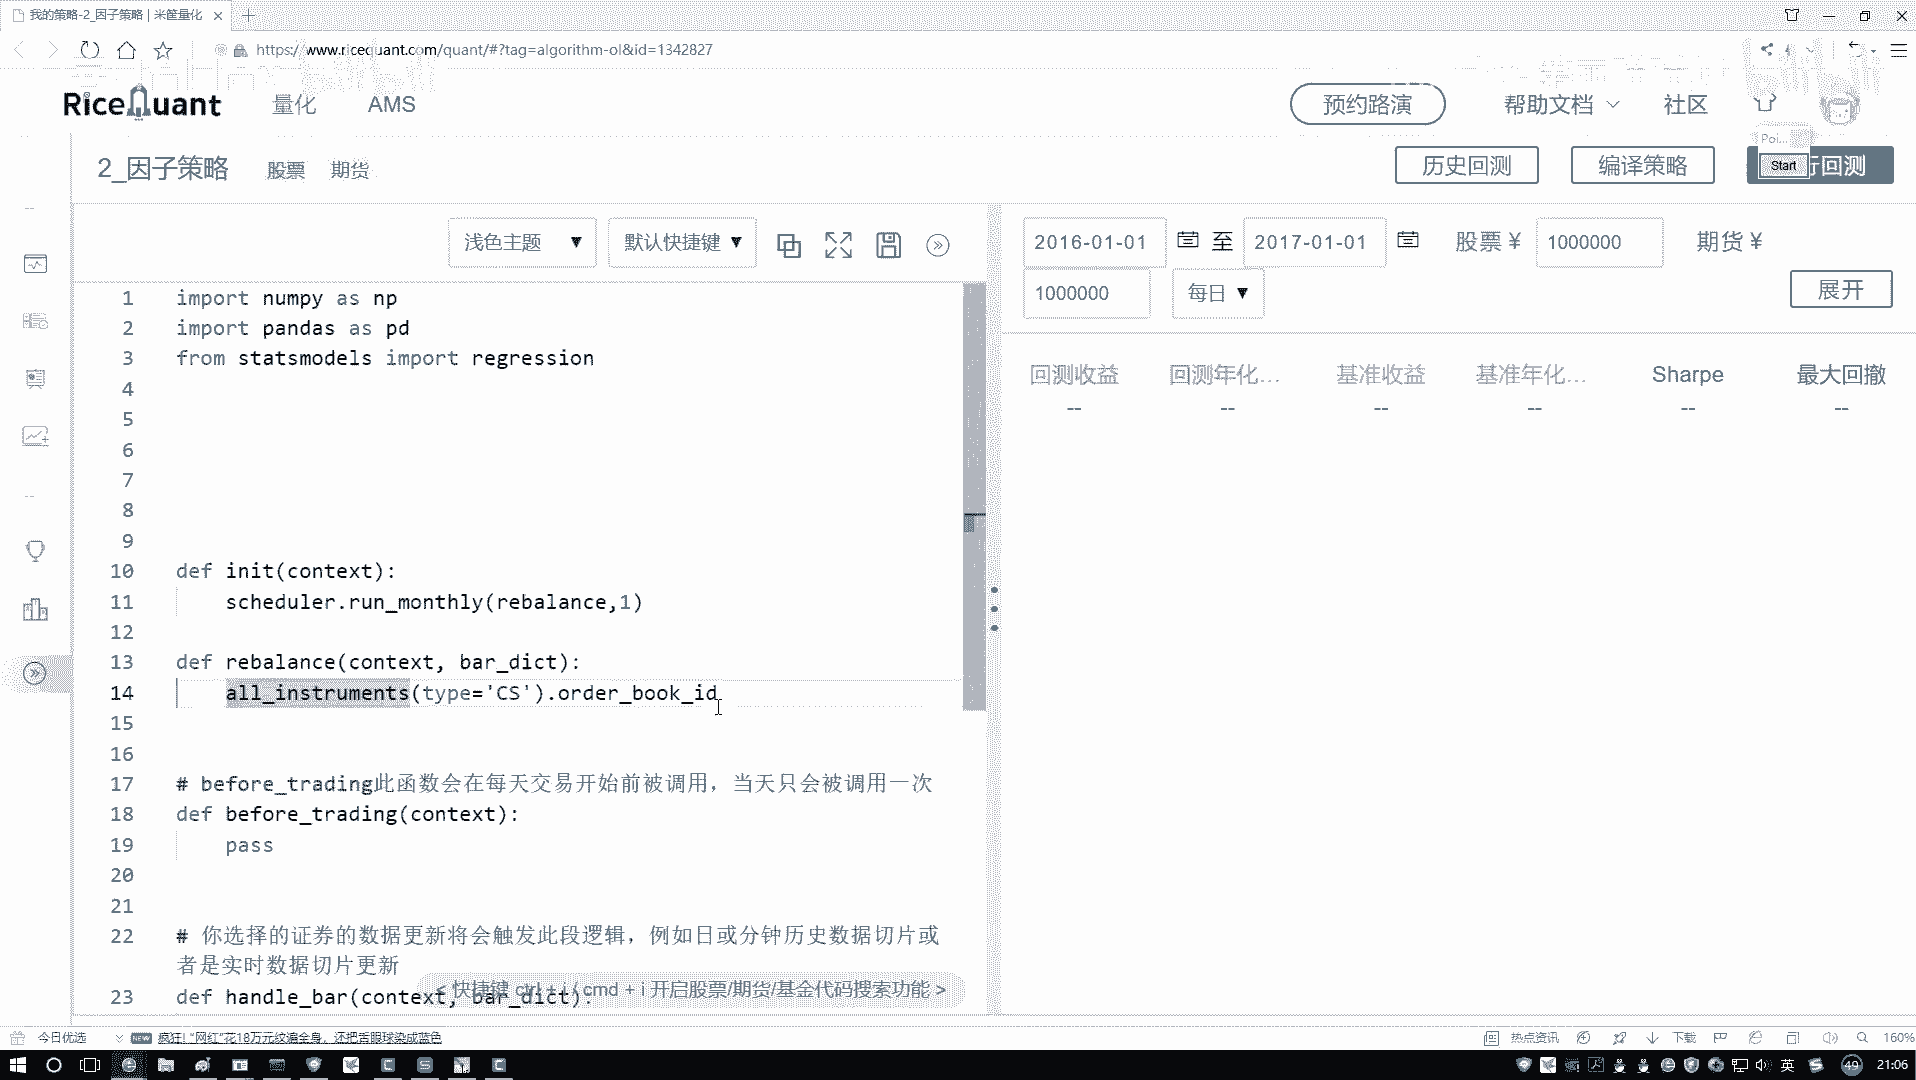 我的策略-2_因子策略 | 米筐量化
https://www.ricequant.com/quant/#?tag=algorithm-ol&id=1342827
RiceQuant 量化 AMS 预约路演 帮助文档 社区
Poi...
2_因子策略 股票 期货 历史回测 编译策略 Start 行回测
浅色主题 ▼ 默认快捷键 ▼
2016-01-01 至 2017-01-01 股票 ¥ 1000000 期货 ¥
1000000 每日 ▼ 展开
回测收益 回测年化... 基准收益 基准年化... Sharpe 最大回撤
-- -- -- -- -- --
1 import numpy as np
2 import pandas as pd
3 from statsmodels import regression
4
5
6
7
8
9
10 def init(context):
11 scheduler.run_monthly(rebalance,1)
12
13 def rebalance(context, bar_dict):
14 all_instruments(type='CS').order_book_id
15
16
17 # before_trading此函数会在每天交易开始前被调用，当天只会被调用一次
18 def before_trading(context):
19 pass
20
21
22 # 你选择的证券的数据更新将会触发此段逻辑，例如日或分钟历史数据切片或
者是实时数据切片更新
< 快捷键 ctrl + i / cmd + i 开启股票/期货/基金代码搜索功能 >
23 def handle_bar(context, bar_dict):
今日优选 NEW 疯狂! "网红"花18万元纹遍全身，还把舌眼球染成蓝色 热点资讯 下载 160%
英 49 21:06